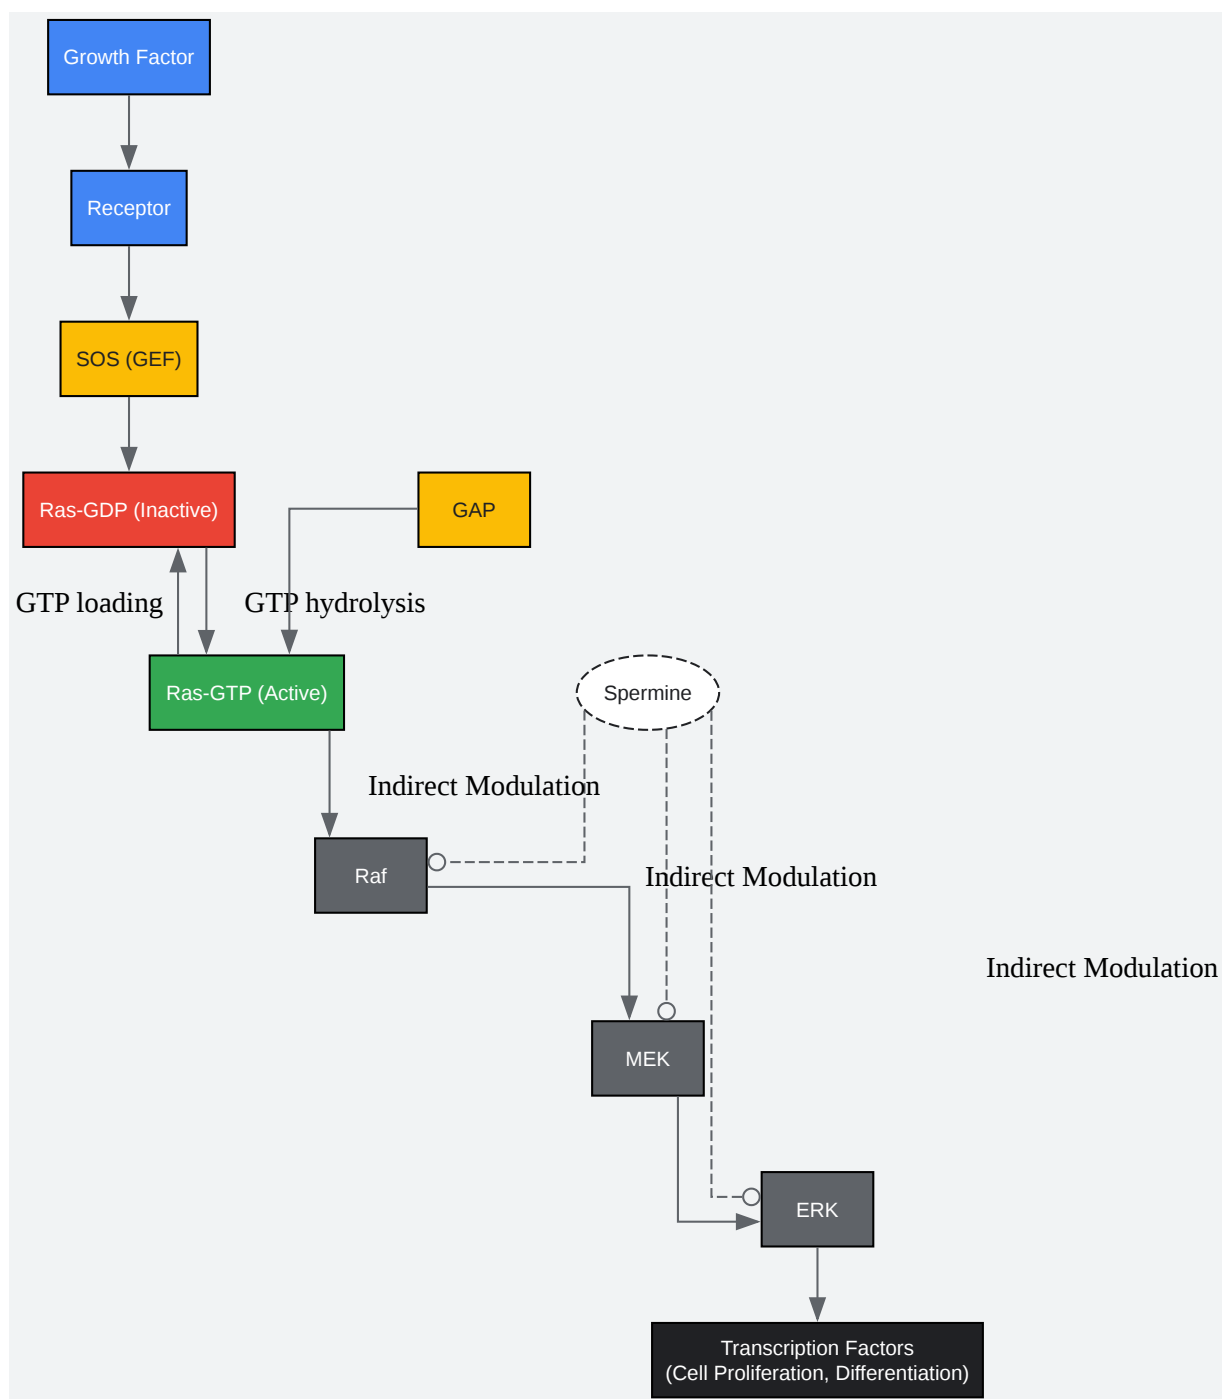 Growth Factor
Receptor
SOS (GEF)
Ras-GDP (Inactive)
GAP
GTP loading
GTP hydrolysis
Ras-GTP (Active)
Spermine
Indirect Modulation
Raf
Indirect Modulation
Indirect Modulation
MEK
ERK
Transcription Factors
(Cell Proliferation, Differentiation)